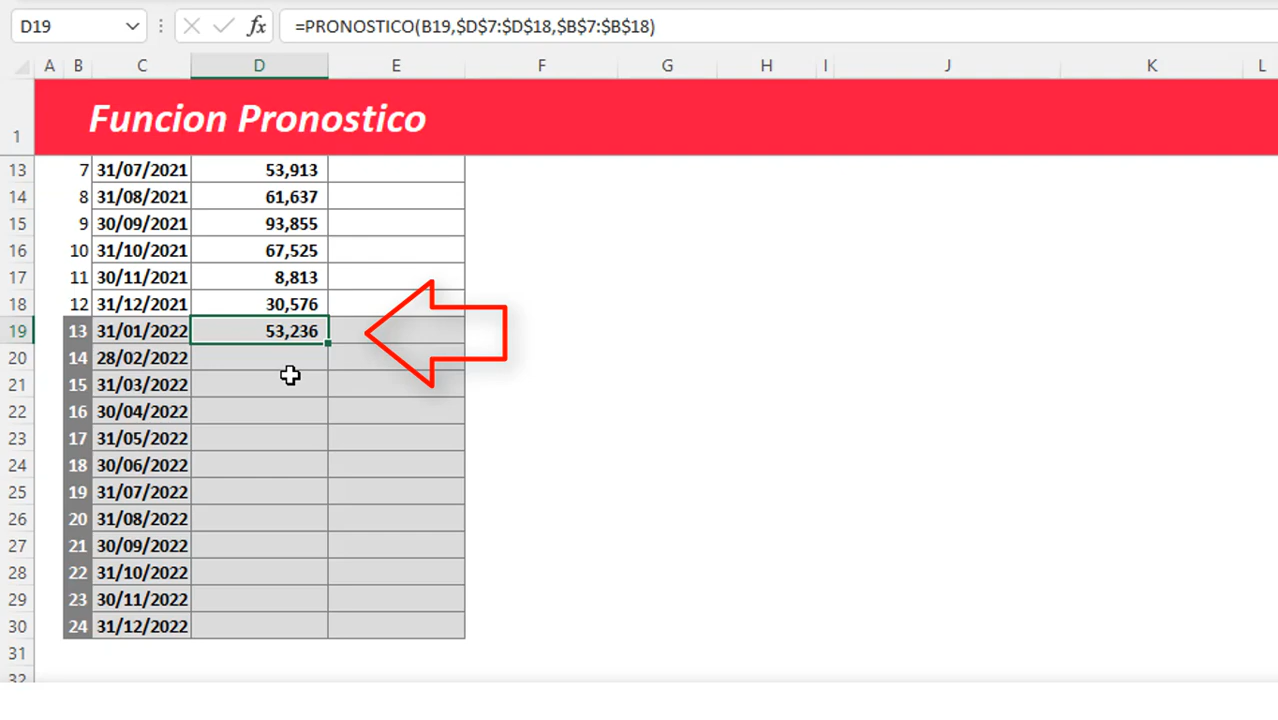 D19 fx =PRONOSTICO(B19,$D$7:$D$18,$B$7:$B$18)
A B C D E F G H I J K L
1 Funcion Pronostico
13 7 31/07/2021 53,913
14 8 31/08/2021 61,637
15 9 30/09/2021 93,855
16 10 31/10/2021 67,525
17 11 30/11/2021 8,813
18 12 31/12/2021 30,576
19 13 31/01/2022 53,236
20 14 28/02/2022
21 15 31/03/2022
22 16 30/04/2022
23 17 31/05/2022
24 18 30/06/2022
25 19 31/07/2022
26 20 31/08/2022
27 21 30/09/2022
28 22 31/10/2022
29 23 30/11/2022
30 24 31/12/2022
31
32